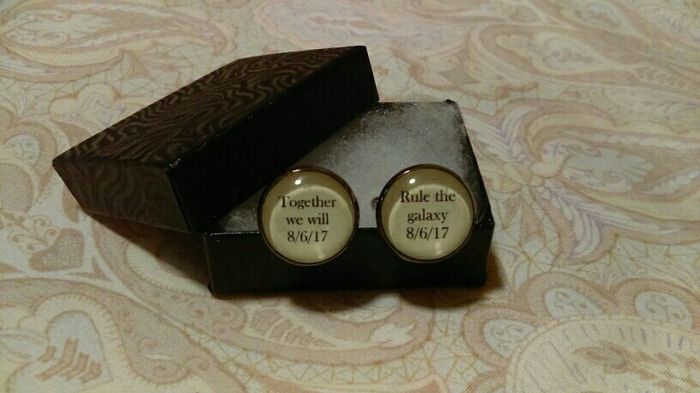 Together
we will
8/6/17
Rule the
galaxy
8/6/17